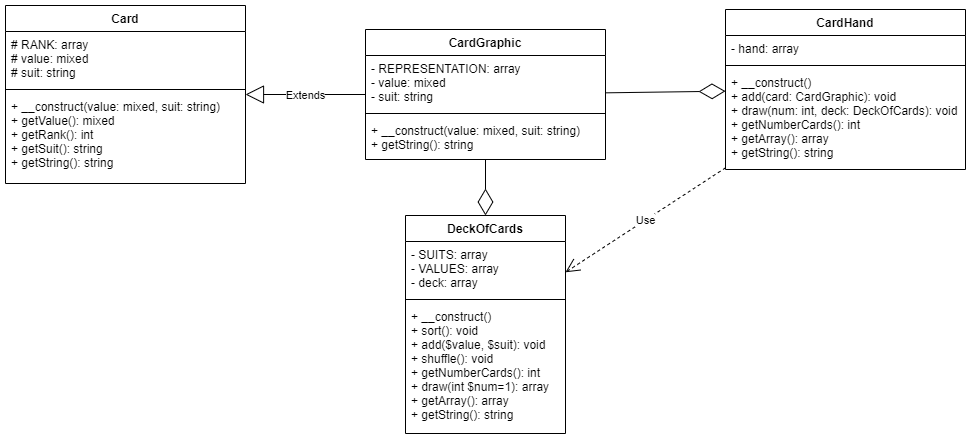 Card
# RANK: array
# value: mixed
# suit: string
+ __construct(value: mixed, suit: string)
+ getValue(): mixed
+ getRank(): int
+ getSuit(): string
+ getString(): string
Extends
CardGraphic
- REPRESENTATION: array
- value: mixed
- suit: string
+ __construct(value: mixed, suit: string)
+ getString(): string
CardHand
- hand: array
+ __construct()
+ add(card: CardGraphic): void
+ draw(num: int, deck: DeckOfCards): void
+ getNumberCards(): int
+ getArray(): array
+ getString(): string
Use
DeckOfCards
- SUITS: array
- VALUES: array
- deck: array
+ __construct()
+ sort(): void
+ add($value, $suit): void
+ shuffle(): void
+ getNumberCards(): int
+ draw(int $num=1): array
+ getArray(): array
+ getString(): string